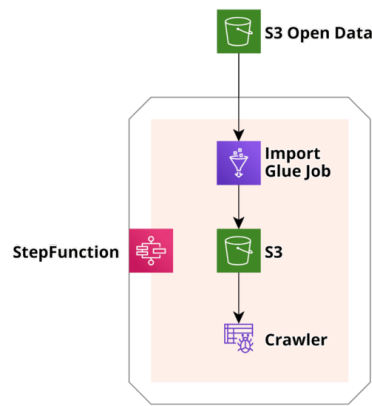 S3 Open Data
Import
Glue Job
StepFunction
S3
Crawler